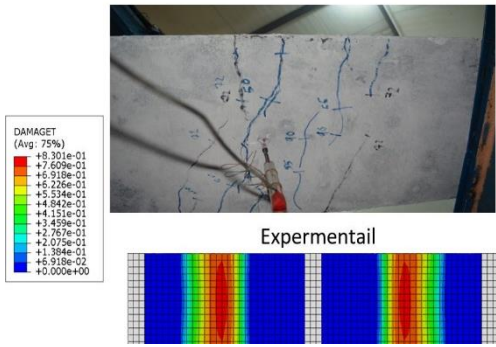 DAMAGET
(Avg: 75%)
+8.301e-01
+7.609e-01
+6.918e-01
+6.226e-01
+5.534e-01
+4.842e-01
+4.151e-01
+3.459e-01
+2.767e-01
+2.075e-01
+1.384e-01
+6.918e-02
+0.000e+00
Expermentail